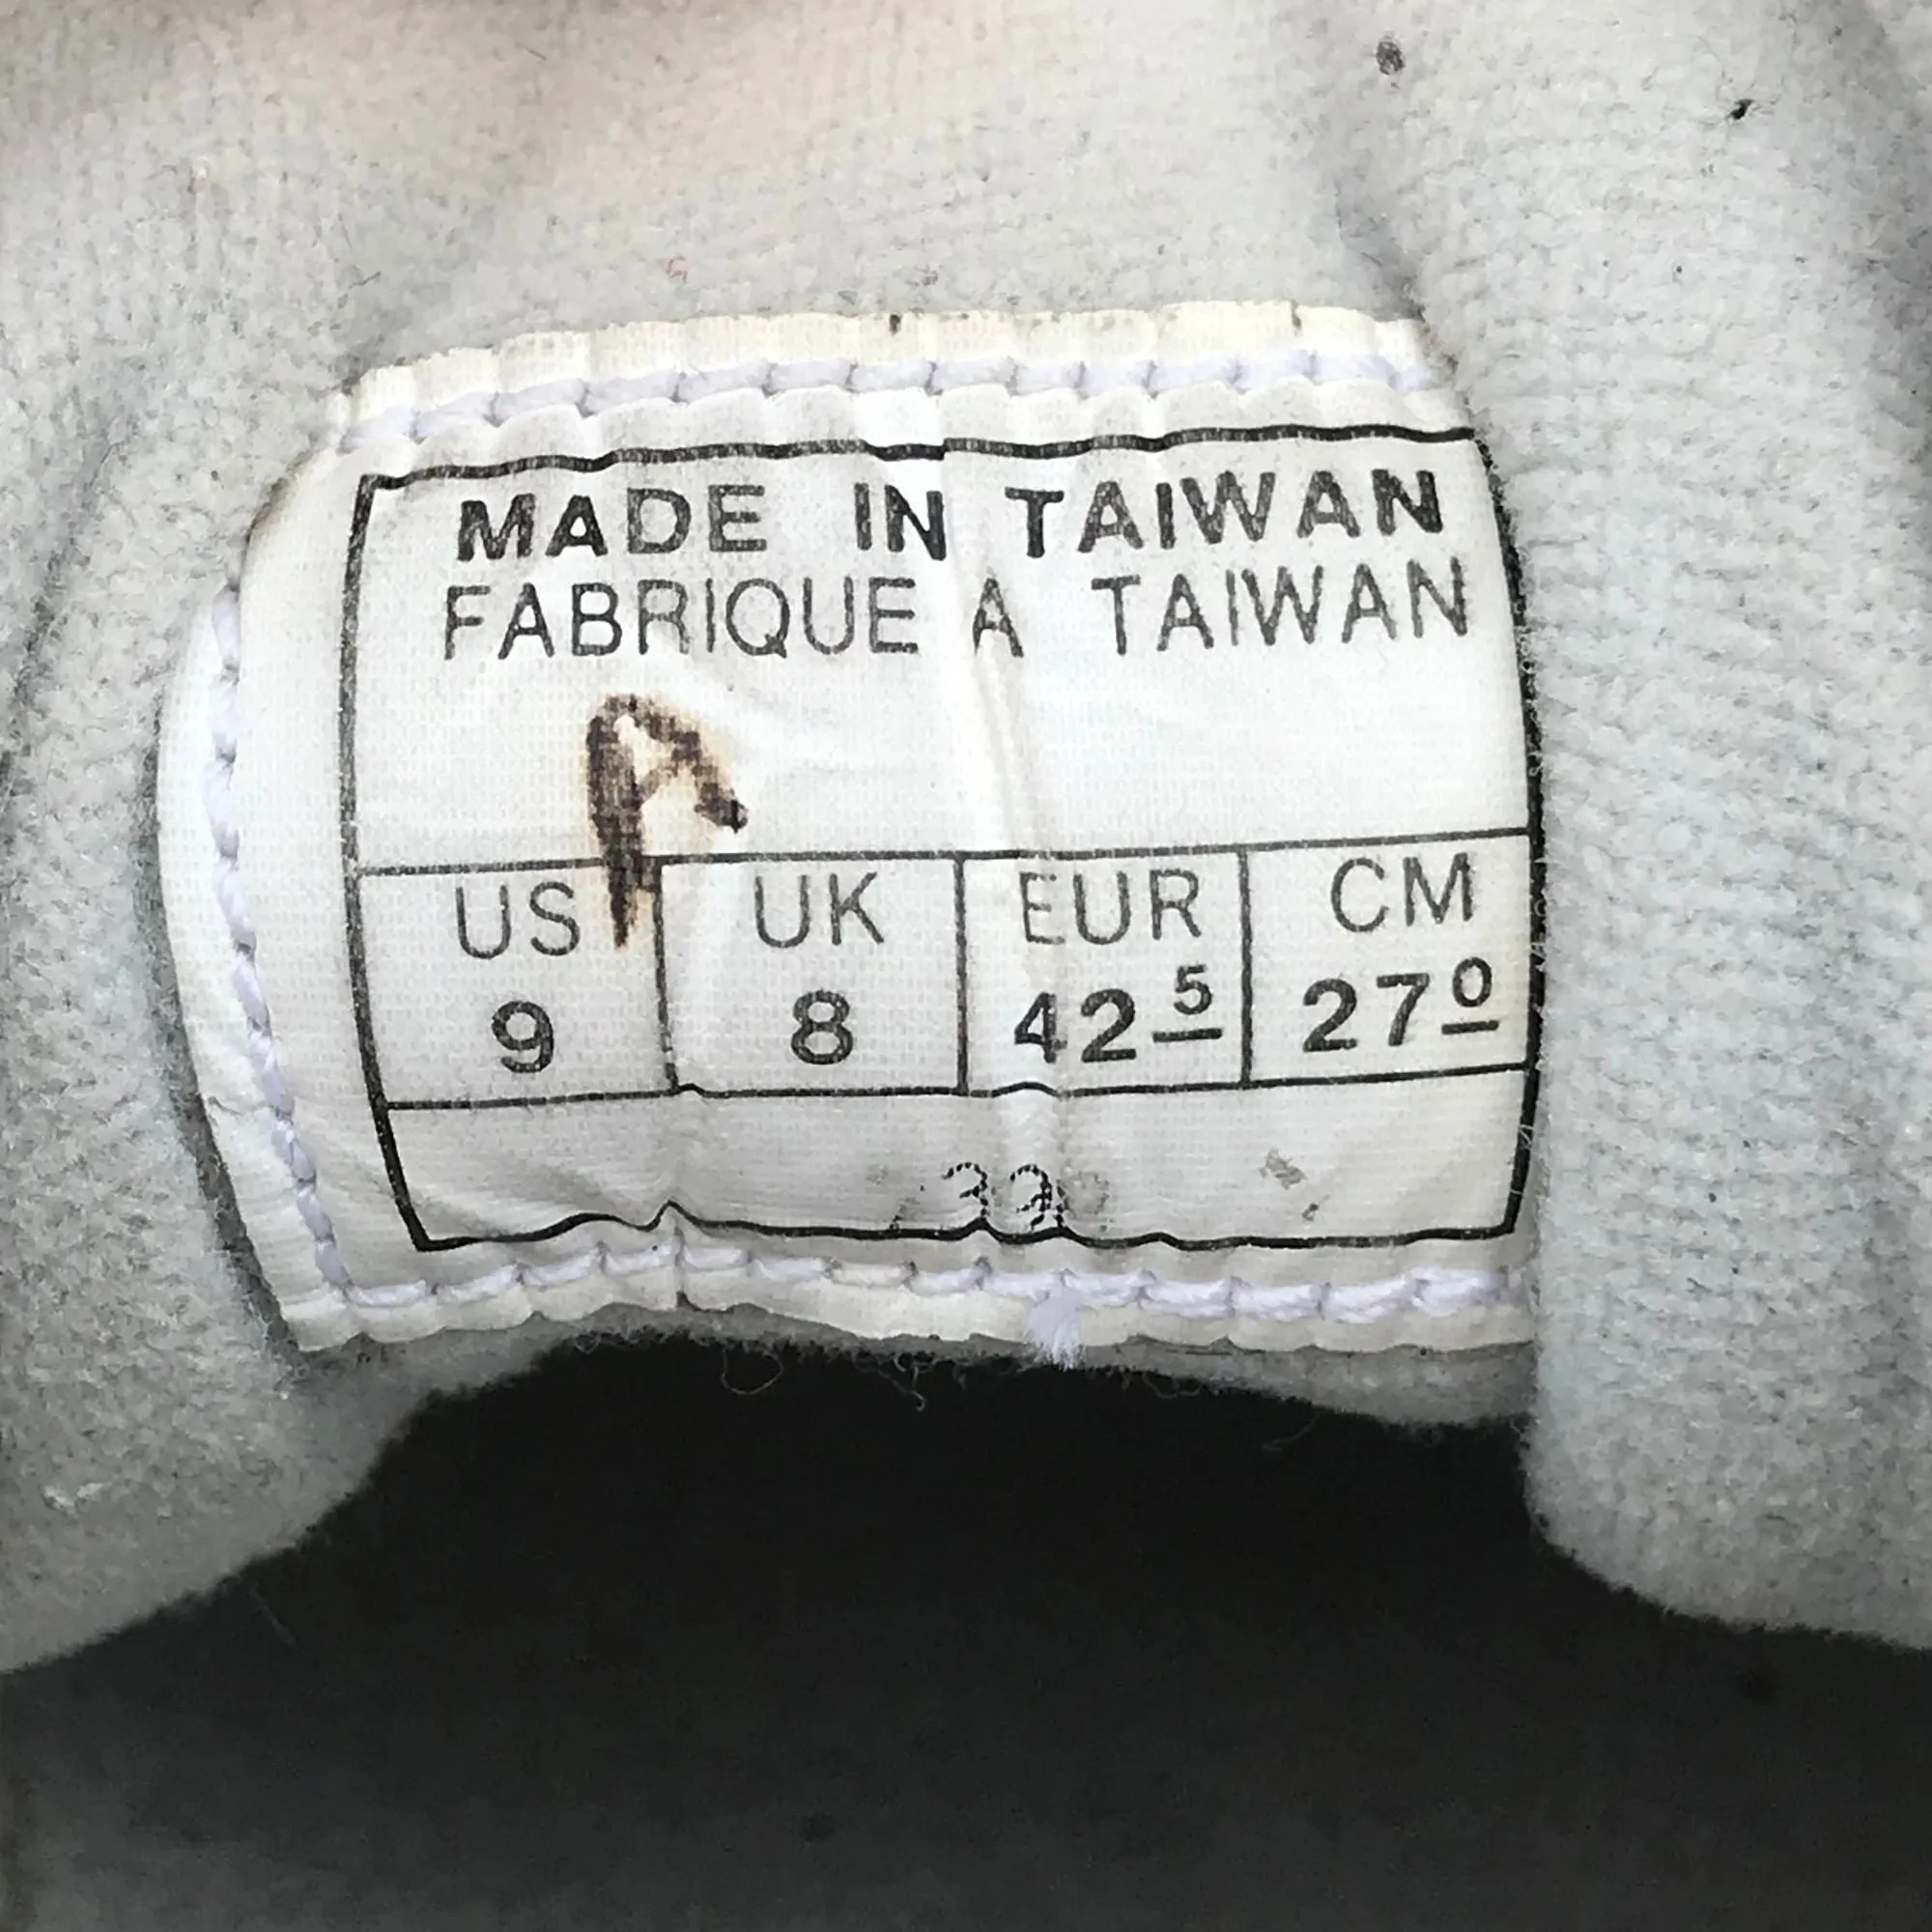 MADE IN TAIWAN
FABRIQUE A TAIWAN
A
US UK EUR CM
9 8 42 5 27 0